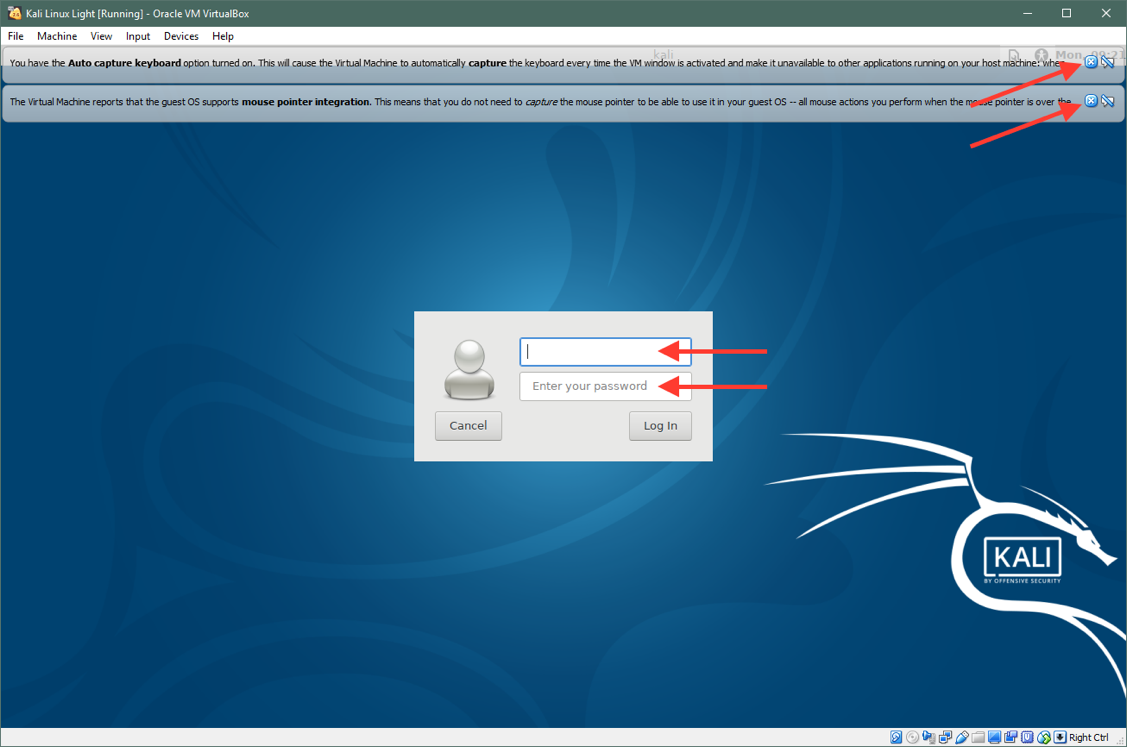 Kali Linux Light [Running] - Oracle VM VirtualBox
File Machine View Input Devices Help
kali
Mon, 09:21
You have the Auto capture keyboard option turned on. This will cause the Virtual Machine to automatically capture the keyboard every time the VM window is activated and make it unavailable to other applications running on your host machine: when
The Virtual Machine reports that the guest OS supports mouse pointer integration. This means that you do not need to capture the mouse pointer to be able to use it in your guest OS -- all mouse actions you perform when the mouse pointer is over the
Enter your password
Cancel
Log In
KALI
BY OFFENSIVE SECURITY
Right Ctrl